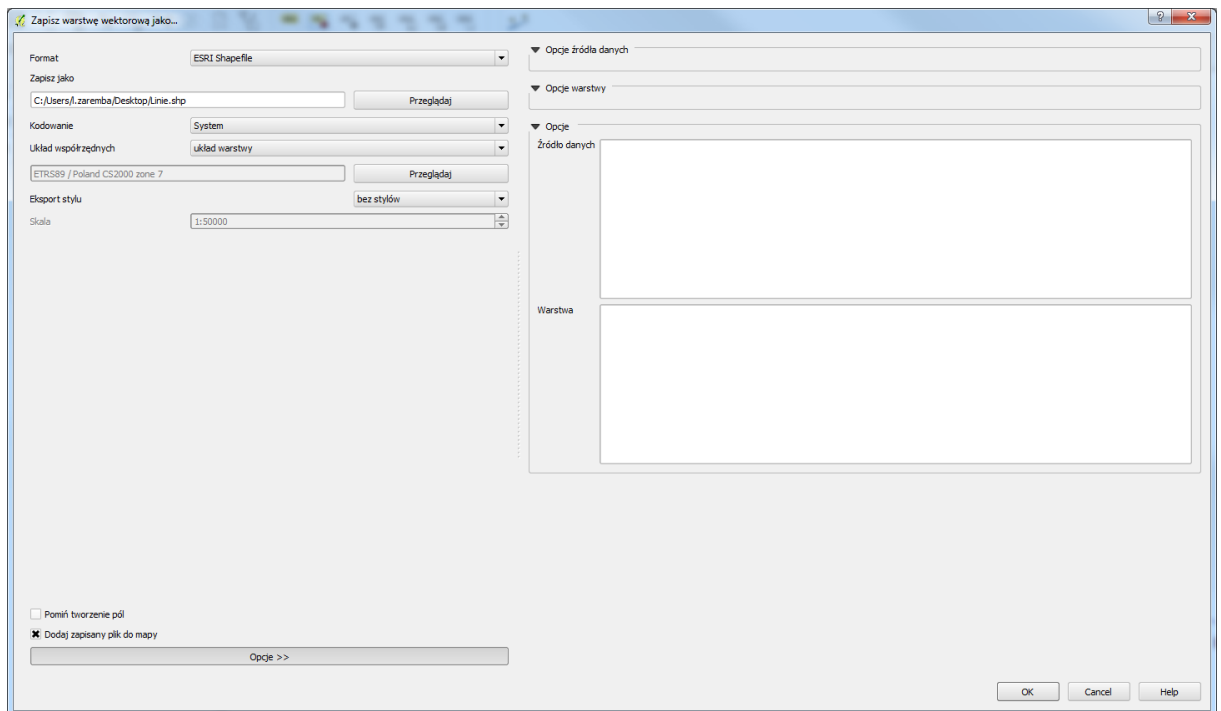 Zapisz warstwę wektorową jako...
Format ESRI Shapefile
Zapisz jako
C:/Users/l.zaremba/Desktop/Linie.shp Przeglądaj
Kodowanie System
Układ współrzędnych układ warstwy
ETRS89 / Poland CS2000 zone 7 Przeglądaj
Eksport stylu bez stylów
Skala 1:50000
Pomiń tworzenie pól
Dodaj zapisany plik do mapy
Opcje >>
Opcje źródła danych
Opcje warstwy
Opcje
Źródło danych
Warstwa
OK Cancel Help